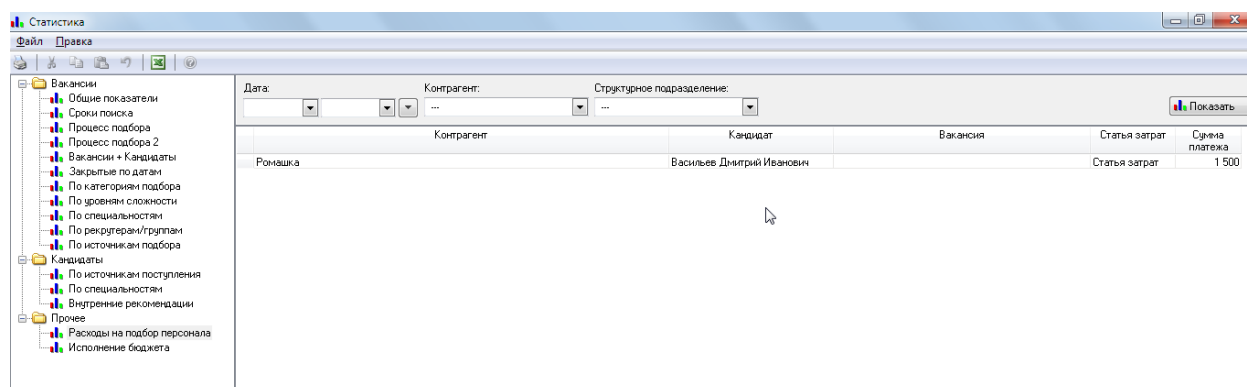 Статистика
Файл Правка
Вакансии
Общие показатели
Сроки поиска
Процесс подбора
Процесс подбора 2
Вакансии + Кандидаты
Закрытые по датам
По категориям подбора
По уровням сложности
По специальностям
По рекрутерам/группам
По источникам подбора
Кандидаты
По источникам поступления
По специальностям
Внутренние рекомендации
Прочее
Расходы на подбор персонала
Исполнение бюджета
Дата: Контрагент: Структурное подразделение:
--- ---
Показать
Контрагент Кандидат Вакансия Статья затрат Сумма
платежа
Ромашка Васильев Дмитрий Иванович Статья затрат 1 500